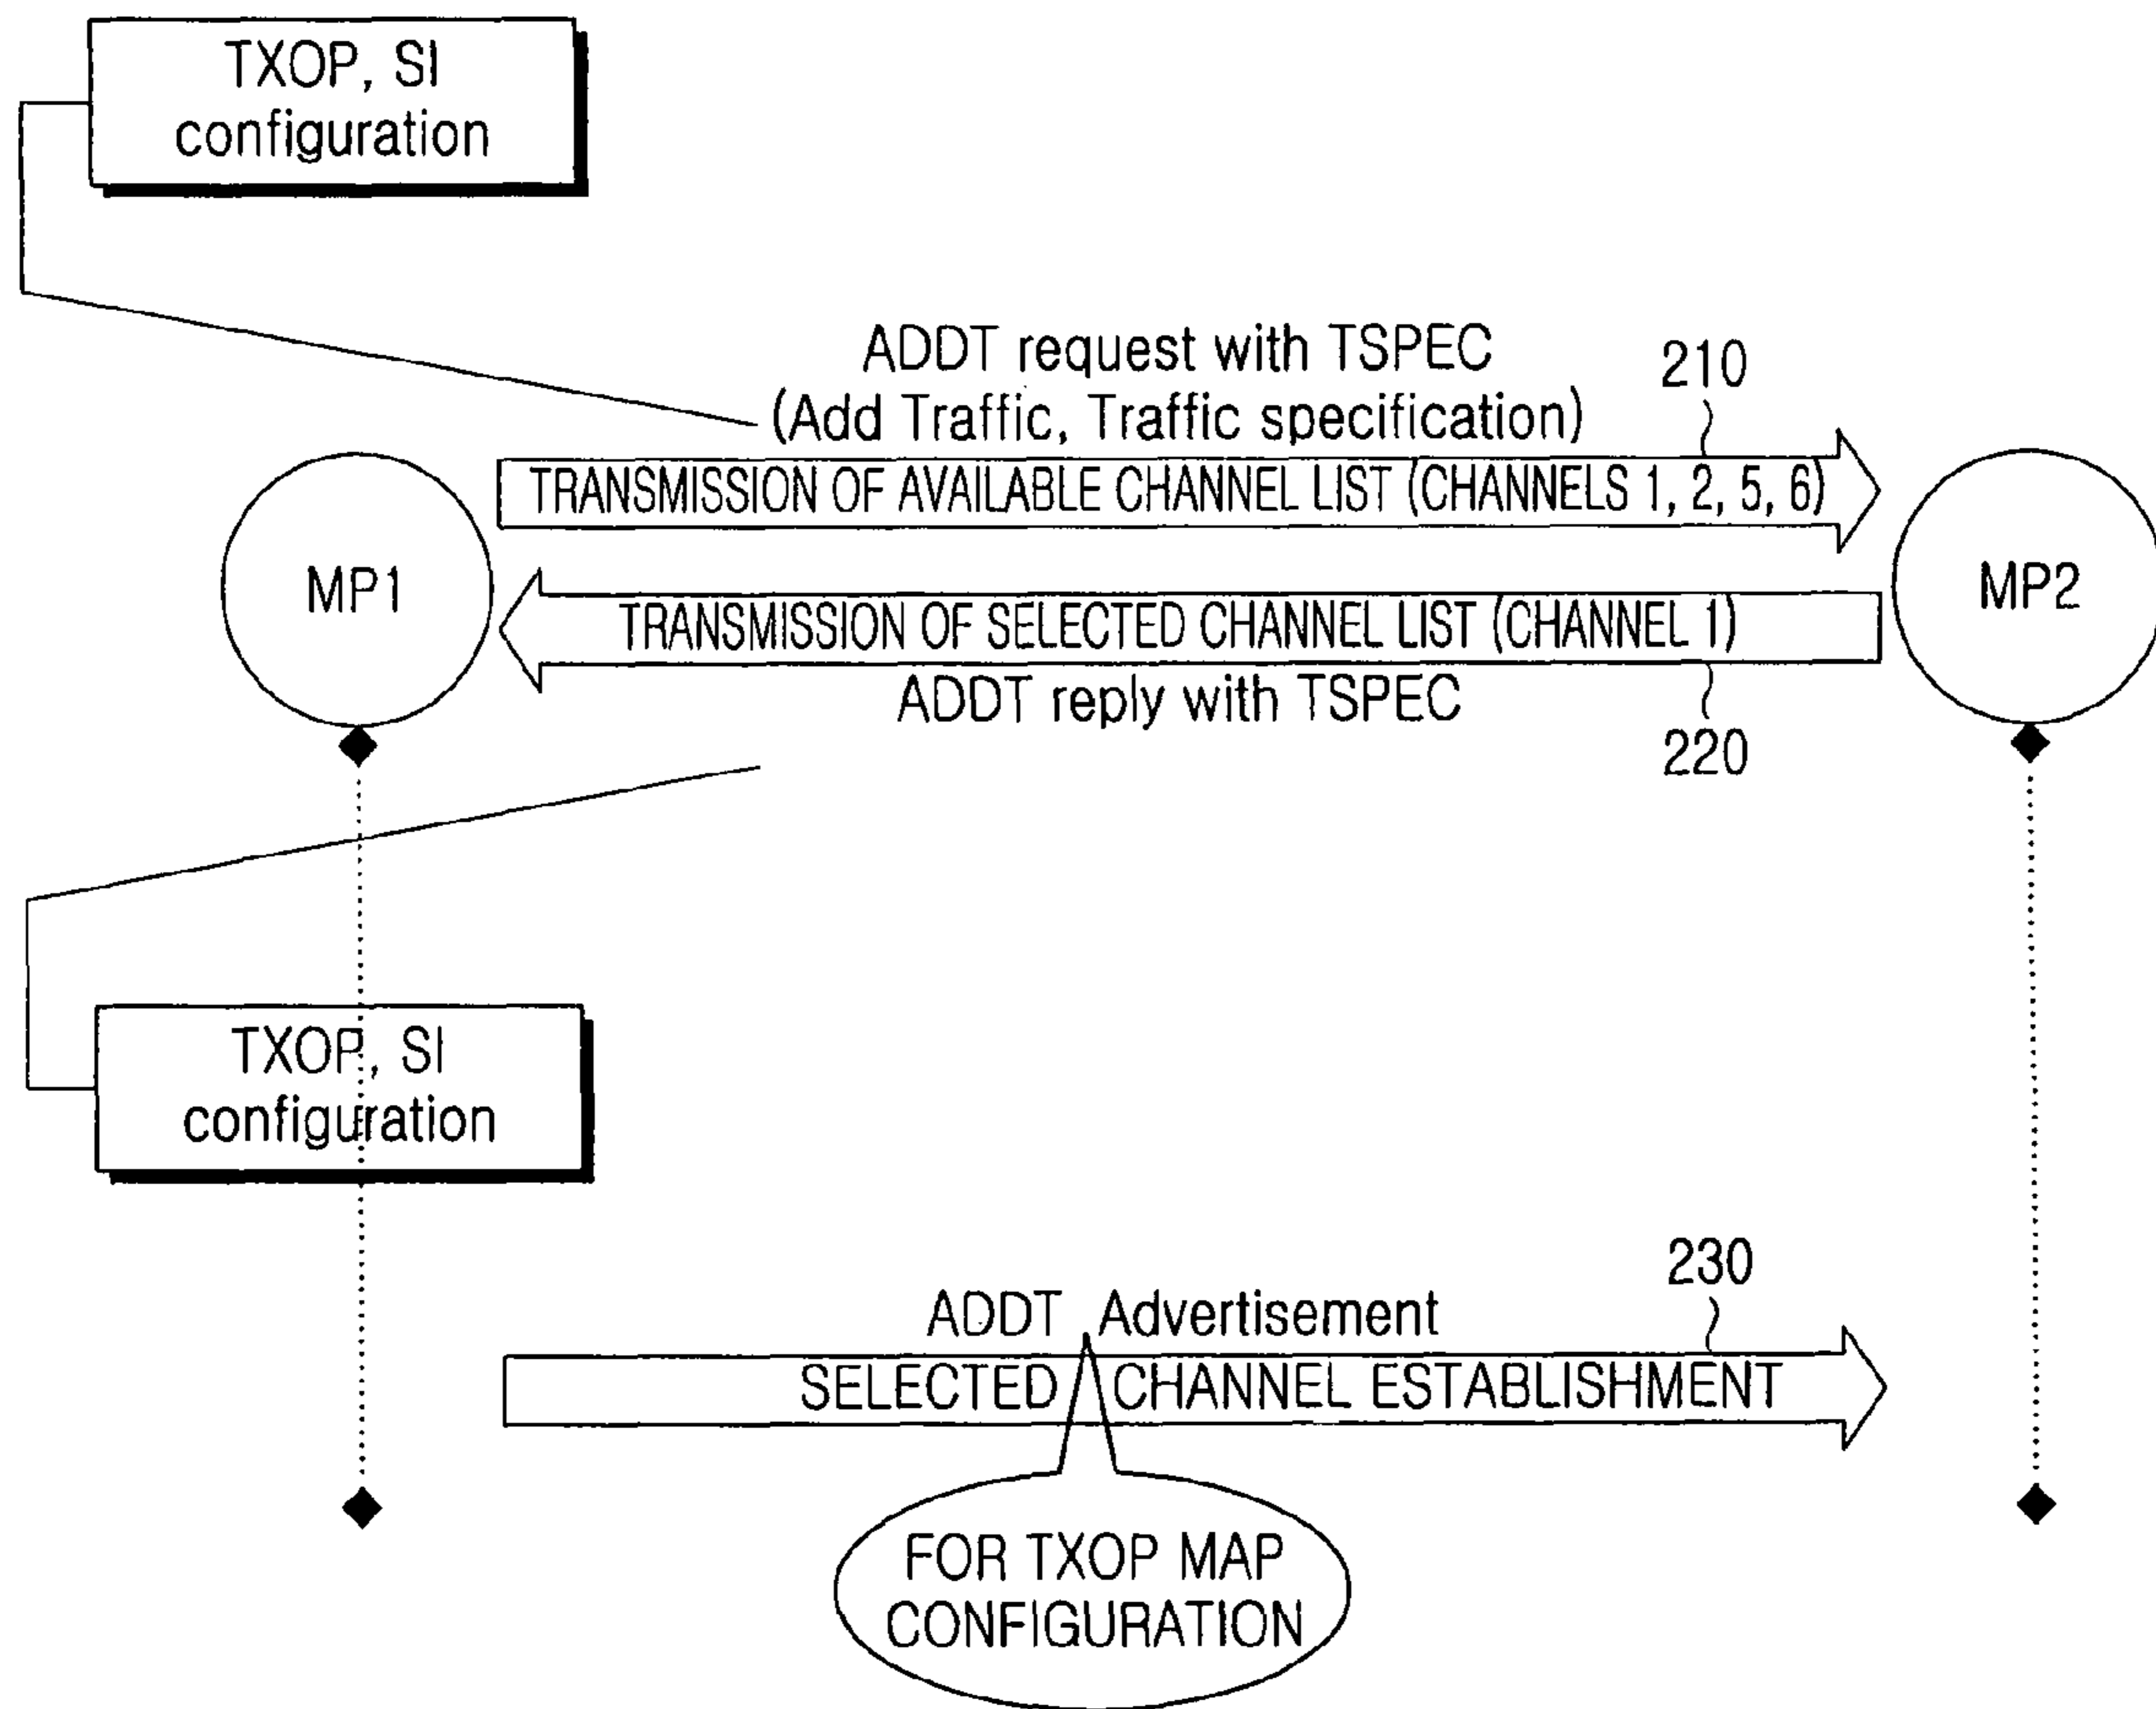 TXOP, SI
configuration
ADDT request with TSPEC
(Add Traffic, Traffic specification)
210
TRANSMISSION OF AVAILABLE CHANNEL LIST (CHANNELS 1, 2, 5, 6)
MP1
MP2
TRANSMISSION OF SELECTED CHANNEL LIST (CHANNEL 1)
ADDT reply with TSPEC
220
TXOP, SI
configuration
230
ADDT Advertisement
SELECTED CHANNEL ESTABLISHMENT
FOR TXOP MAP
CONFIGURATION